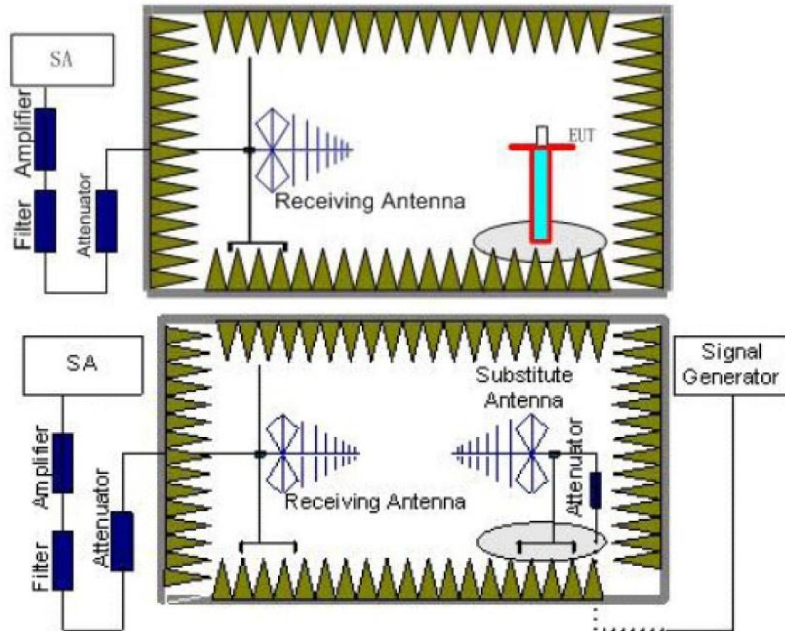 SA
Amplifier
Filter
Attenuator
Receiving Antenna
EUT
SA
Amplifier
Filter
Attenuator
Receiving Antenna
Substitute
Antenna
Attenuator
Signal
Generator